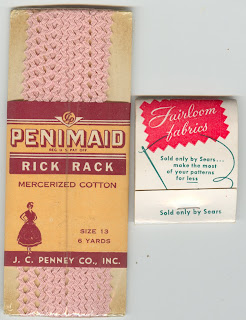 PENIMAID
REG. U.S. PAT. OFF.
RICK RACK
MERCERIZED COTTON
SIZE 13
6 YARDS
J. C. PENNEY CO., INC.
Fairloom
fabrics
Sold only by Sears...
make the most
of your patterns
for less
Sold only by Sears